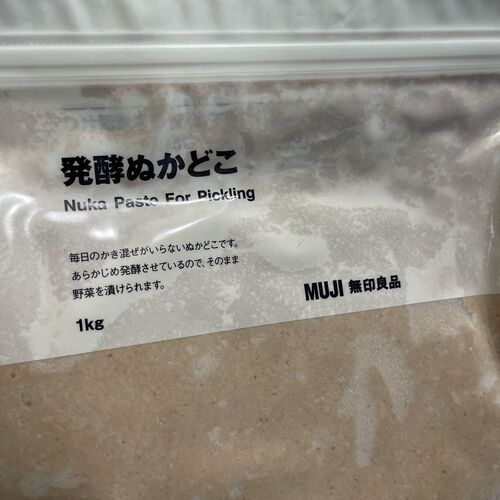 発酵ぬかどこ
Nuka Paste For Pickling
毎日のかき混ぜがいらないぬかどこです。
あらかじめ発酵させているので、そのまま
野菜を漬けられます。
MUJI 無印良品
1kg